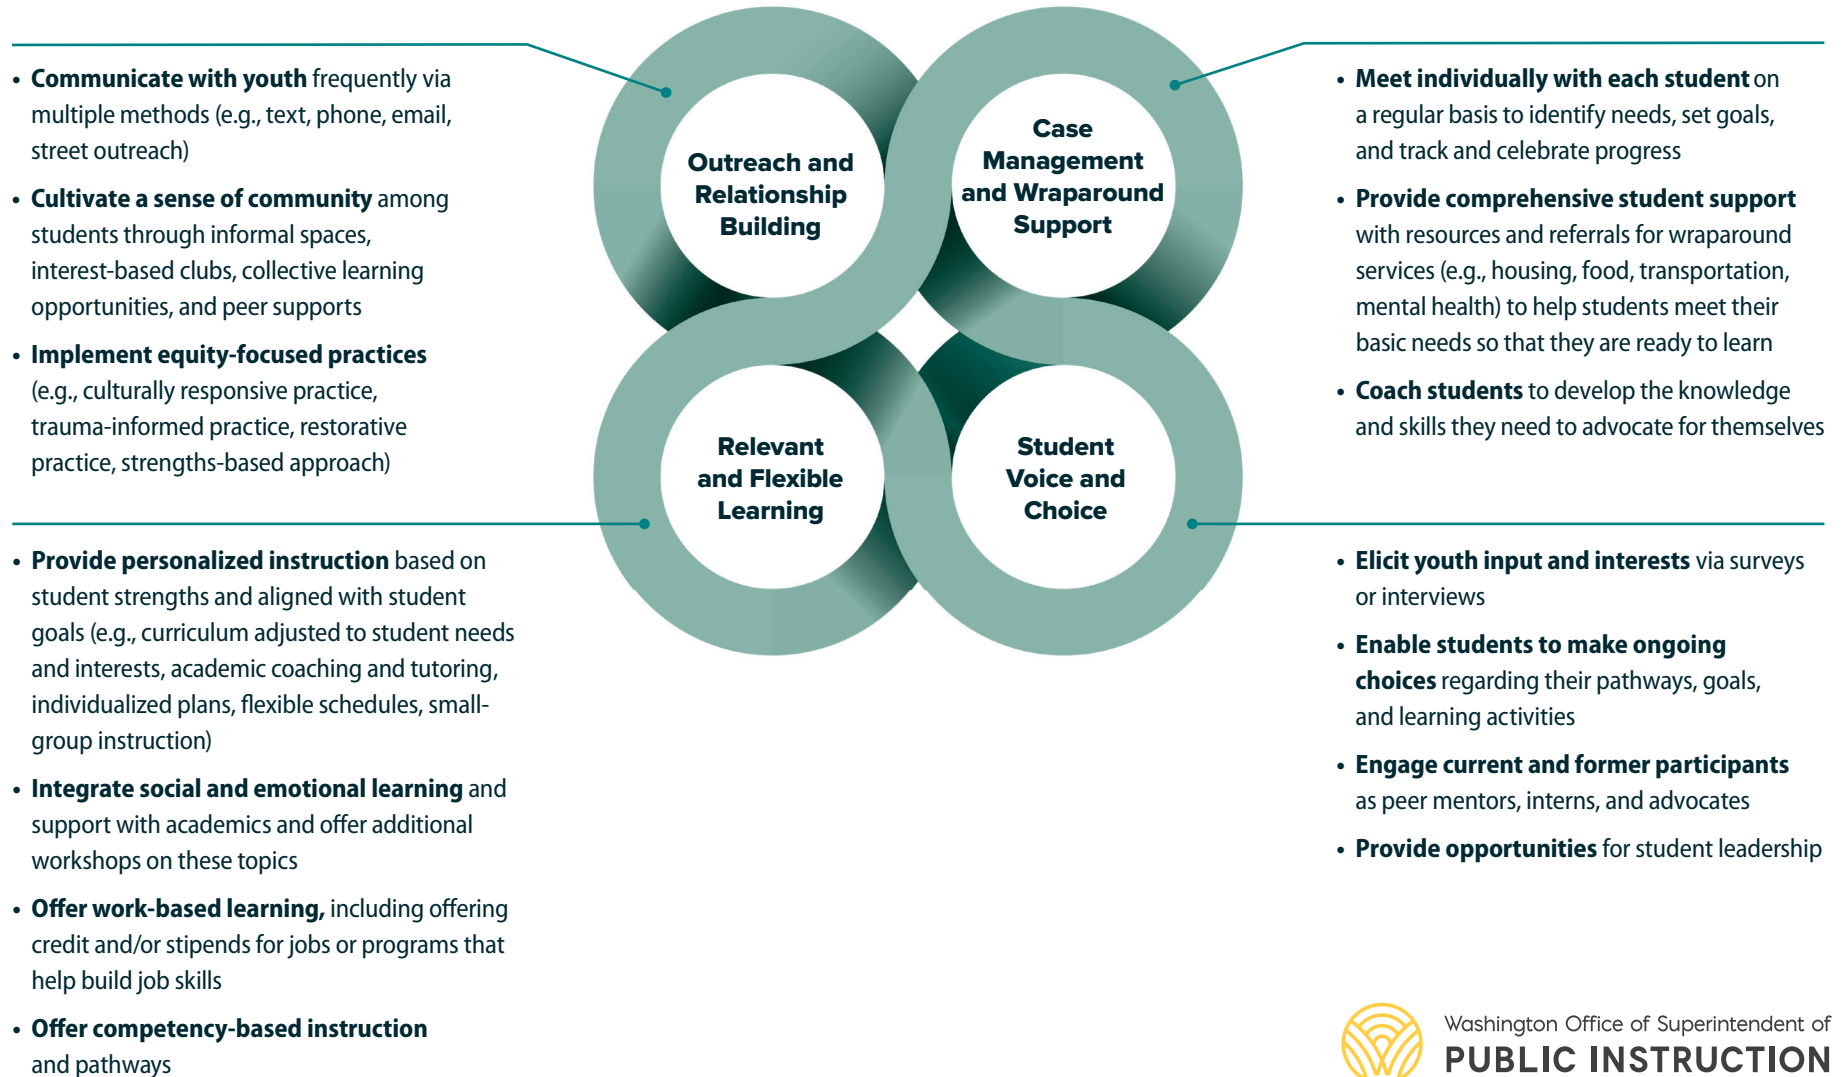 • Communicate with youth frequently via
multiple methods (e.g., text, phone, email,
street outreach)
• Cultivate a sense of community among
students through informal spaces,
interest-based clubs, collective learning
opportunities, and peer supports
• Implement equity-focused practices
(e.g., culturally responsive practice,
trauma-informed practice, restorative
practice, strengths-based approach)
Outreach and
Relationship
Building
Case
Management
and Wraparound
Support
• Meet individually with each student on
a regular basis to identify needs, set goals,
and track and celebrate progress
• Provide comprehensive student support
with resources and referrals for wraparound
services (e.g., housing, food, transportation,
mental health) to help students meet their
basic needs so that they are ready to learn
• Coach students to develop the knowledge
and skills they need to advocate for themselves
Relevant
and Flexible
Learning
Student
Voice and
Choice
• Provide personalized instruction based on
student strengths and aligned with student
goals (e.g., curriculum adjusted to student needs
and interests, academic coaching and tutoring,
individualized plans, flexible schedules, small-
group instruction)
• Integrate social and emotional learning and
support with academics and offer additional
workshops on these topics
• Offer work-based learning, including offering
credit and/or stipends for jobs or programs that
help build job skills
• Offer competency-based instruction
and pathways
• Elicit youth input and interests via surveys
or interviews
• Enable students to make ongoing
choices regarding their pathways, goals,
and learning activities
• Engage current and former participants
as peer mentors, interns, and advocates
• Provide opportunities for student leadership
Washington Office of Superintendent of
PUBLIC INSTRUCTION